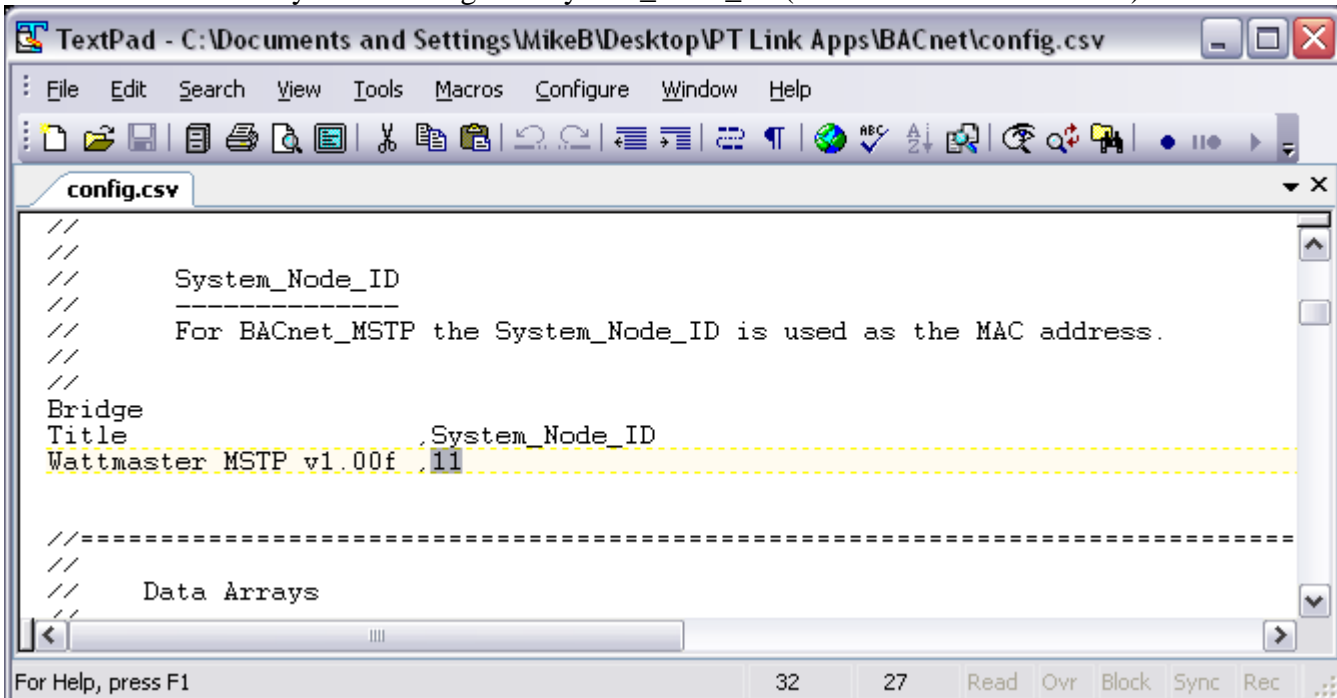 TextPad - C:\Documents and Settings\MikeB\Desktop\PT Link Apps\BACnet\config.csv
File Edit Search View Tools Macros Configure Window Help
config.csv
//
//
// System_Node_ID
// --------------
// For BACnet_MSTP the System_Node_ID is used as the MAC address.
//
//
Bridge
Title ,System_Node_ID
Wattmaster MSTP v1.00f ,11
//============================================================================
//
// Data Arrays
//
For Help, press F1 32 27 Read Ovr Block Sync Rec